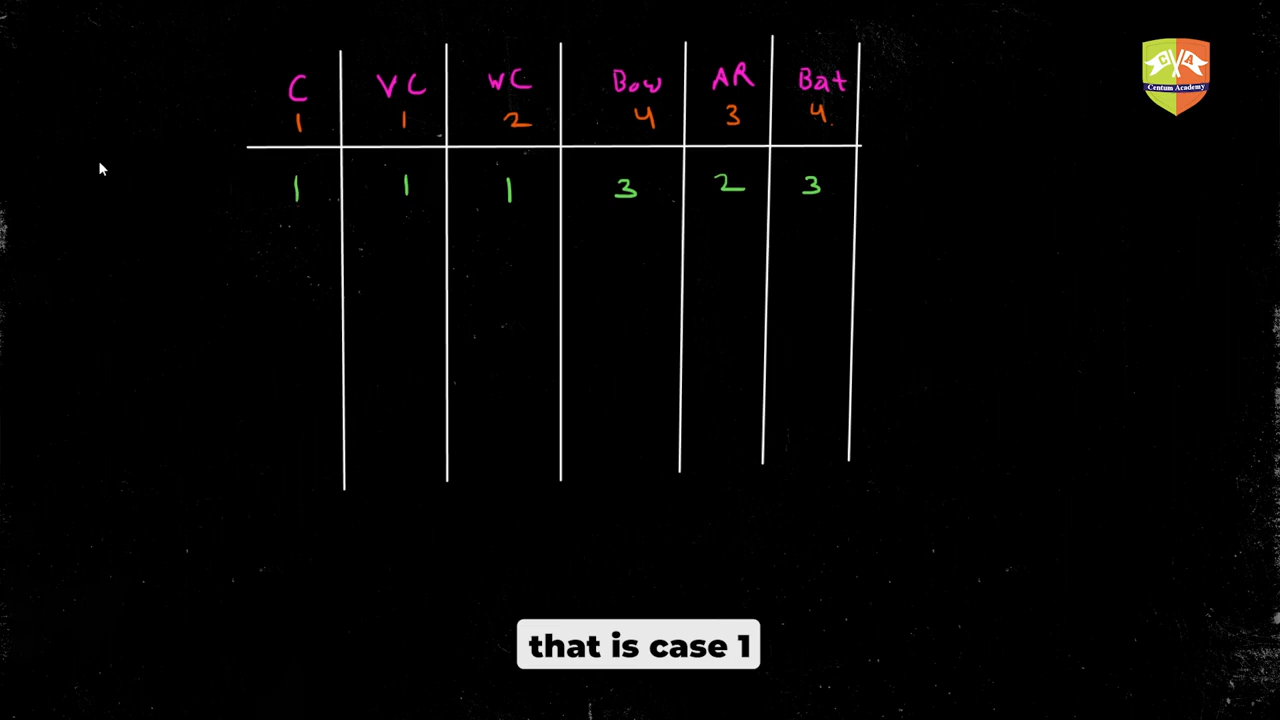 C VC WC Bow AR Bat
1 1 2 4 3 4
1 1 1 3 2 3
CVA
Centum Academy
that is case 1